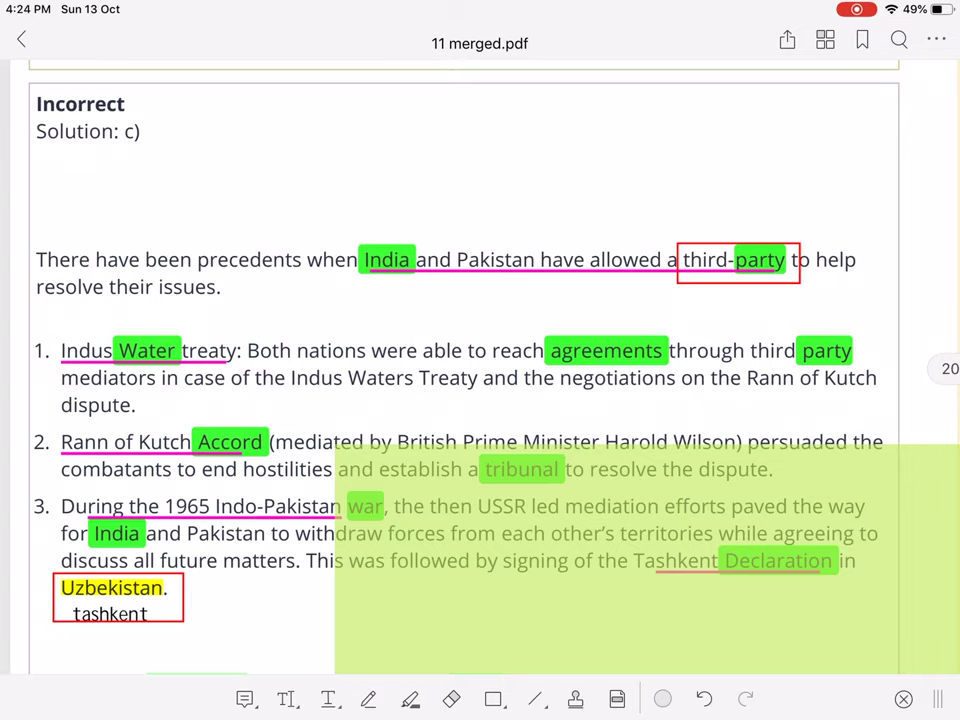 4:24 PM Sun 13 Oct 49%
11 merged.pdf
Incorrect
Solution: c)
There have been precedents when India and Pakistan have allowed a third-party to help
resolve their issues.
1. Indus Water treaty: Both nations were able to reach agreements through third party
mediators in case of the Indus Waters Treaty and the negotiations on the Rann of Kutch
dispute.
20
2. Rann of Kutch Accord (mediated by British Prime Minister Harold Wilson) persuaded the
combatants to end hostilities and establish a tribunal to resolve the dispute.
3. During the 1965 Indo-Pakistan war, the then USSR led mediation efforts paved the way
for India and Pakistan to withdraw forces from each other's territories while agreeing to
discuss all future matters. This was followed by signing of the Tashkent Declaration in
Uzbekistan.
tashkent